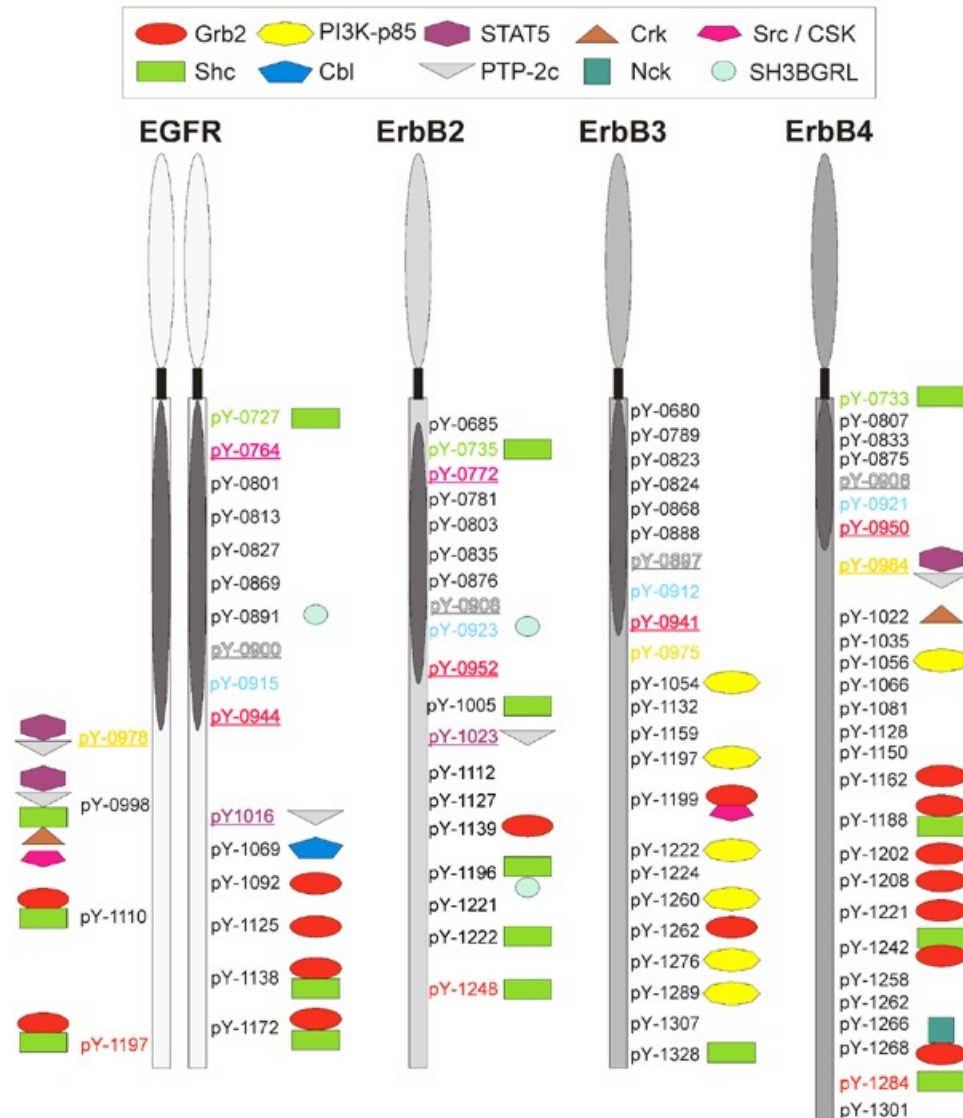 Grb2 PI3K-p85 STAT5 Crk Src / CSK
Shc Cbl PTP-2c Nck SH3BGRL
EGFR ErbB2 ErbB3 ErbB4
pY-0727
pY-0764
pY-0801
pY-0813
pY-0827
pY-0869
pY-0891
pY-0900
pY-0915
pY-0944
pY-0978
pY-0998
pY1016
pY-1069
pY-1092
pY-1110
pY-1125
pY-1138
pY-1172
pY-1197
pY-0685
pY-0735
pY-0772
pY-0781
pY-0803
pY-0835
pY-0876
pY-0908
pY-0923
pY-0952
pY-1005
pY-1023
pY-1112
pY-1127
pY-1139
pY-1196
pY-1221
pY-1222
pY-1248
pY-0680
pY-0789
pY-0823
pY-0824
pY-0868
pY-0888
pY-0897
pY-0912
pY-0941
pY-0975
pY-1054
pY-1132
pY-1159
pY-1197
pY-1199
pY-1222
pY-1224
pY-1260
pY-1262
pY-1276
pY-1289
pY-1307
pY-1328
pY-0733
pY-0807
pY-0833
pY-0875
pY-0906
pY-0921
pY-0950
pY-0984
pY-1022
pY-1035
pY-1056
pY-1066
pY-1081
pY-1128
pY-1150
pY-1162
pY-1188
pY-1202
pY-1208
pY-1221
pY-1242
pY-1258
pY-1262
pY-1266
pY-1268
pY-1284
pY-1301